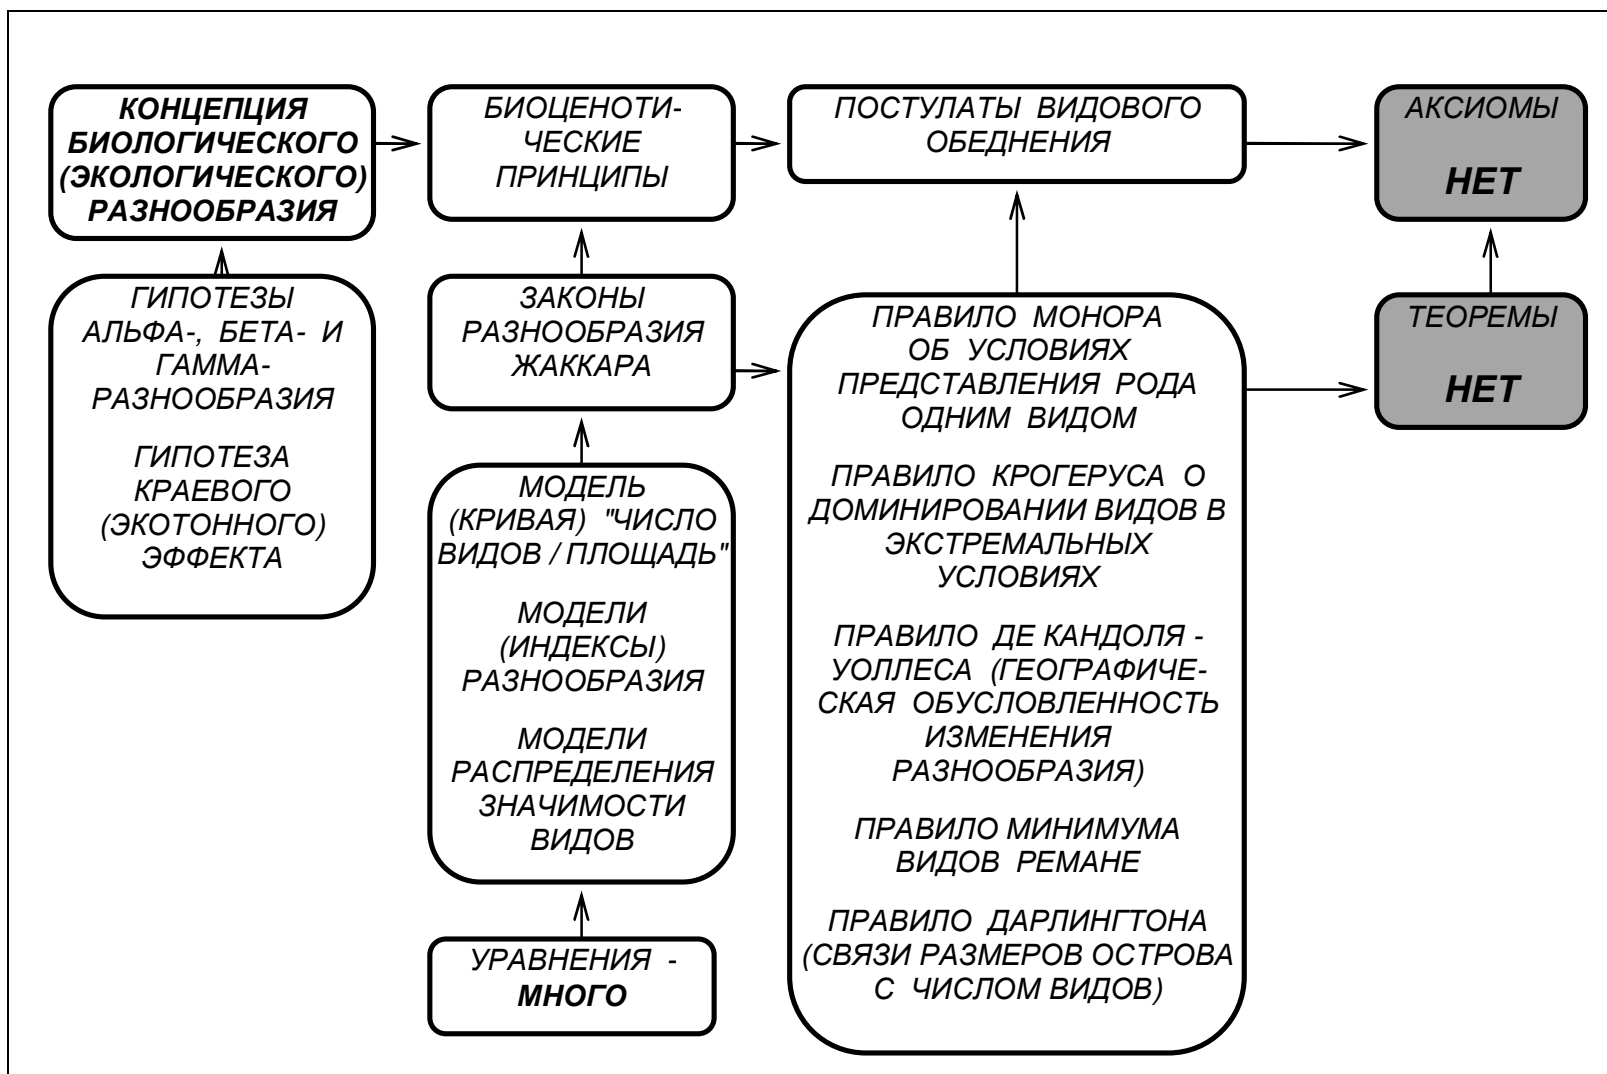 КОНЦЕПЦИЯ
БИОЛОГИЧЕСКОГО
(ЭКОЛОГИЧЕСКОГО)
РАЗНООБРАЗИЯ
БИОЦЕНОТИ-
ЧЕСКИЕ
ПРИНЦИПЫ
ПОСТУЛАТЫ ВИДОВОГО
ОБЕДНЕНИЯ
АКСИОМЫ
НЕТ
ГИПОТЕЗЫ
АЛЬФА-, БЕТА- И
ГАММА-
РАЗНООБРАЗИЯ
ГИПОТЕЗА
КРАЕВОГО
(ЭКОТОННОГО)
ЭФФЕКТА
ЗАКОНЫ
РАЗНООБРАЗИЯ
ЖАККАРА
МОДЕЛЬ
(КРИВАЯ) "ЧИСЛО
ВИДОВ / ПЛОЩАДЬ"
МОДЕЛИ
(ИНДЕКСЫ)
РАЗНООБРАЗИЯ
МОДЕЛИ
РАСПРЕДЕЛЕНИЯ
ЗНАЧИМОСТИ
ВИДОВ
УРАВНЕНИЯ -
МНОГО
ПРАВИЛО МОНОРА
ОБ УСЛОВИЯХ
ПРЕДСТАВЛЕНИЯ РОДА
ОДНИМ ВИДОМ
ПРАВИЛО КРОГЕРУСА О
ДОМИНИРОВАНИИ ВИДОВ В
ЭКСТРЕМАЛЬНЫХ
УСЛОВИЯХ
ПРАВИЛО ДЕ КАНДОЛЯ -
УОЛЛЕСА (ГЕОГРАФИЧЕ-
СКАЯ ОБУСЛОВЛЕННОСТЬ
ИЗМЕНЕНИЯ
РАЗНООБРАЗИЯ)
ПРАВИЛО МИНИМУМА
ВИДОВ РЕМАНЕ
ПРАВИЛО ДАРЛИНГТОНА
(СВЯЗИ РАЗМЕРОВ ОСТРОВА
С ЧИСЛОМ ВИДОВ)
ТЕОРЕМЫ
НЕТ